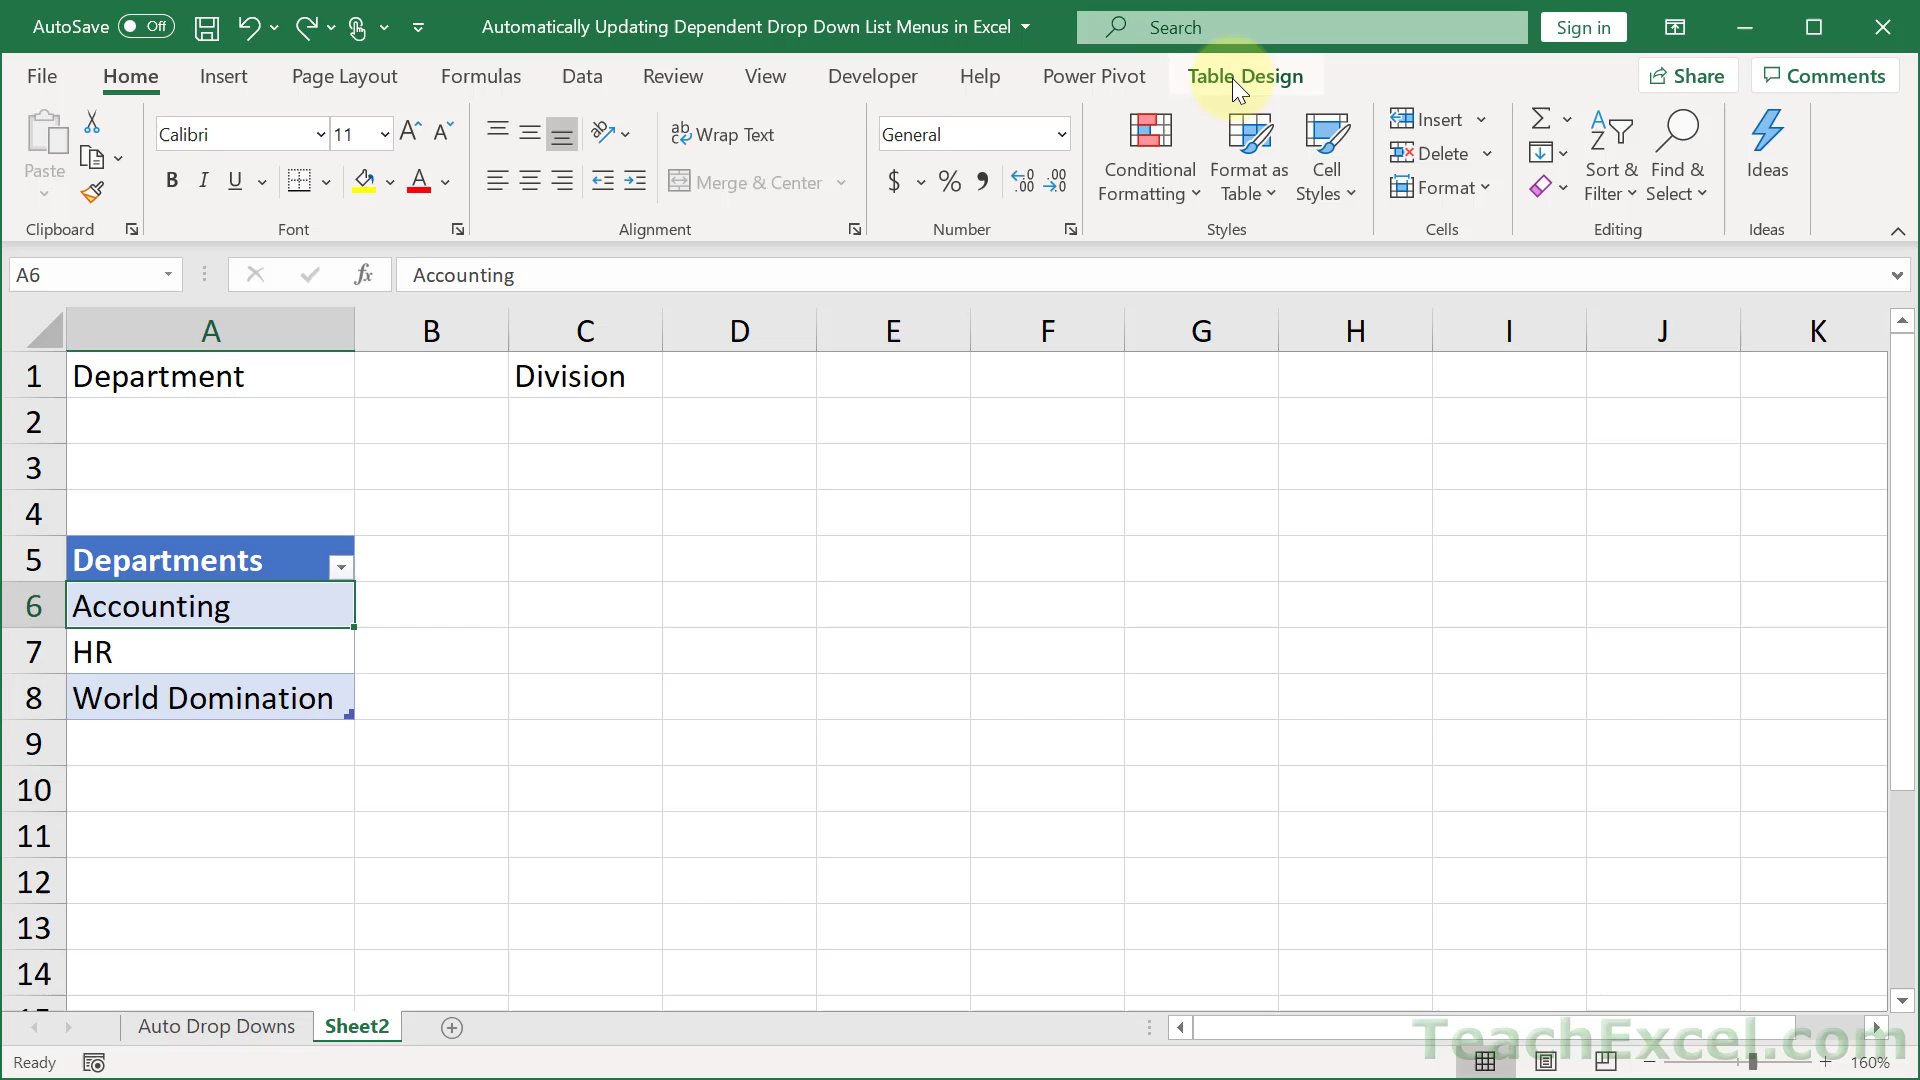 AutoSave Off Automatically Updating Dependent Drop Down List Menus in Excel Search Sign in
File Home Insert Page Layout Formulas Data Review View Developer Help Power Pivot Table Design Share Comments
Calibri 11 ab Wrap Text General Insert
Paste Conditional Formatting Format as Table Cell Styles Delete Sort & Filter Find & Select Ideas
B I U Merge & Center $ % Format
Clipboard Font Alignment Number Styles Cells Editing Ideas
A6 fx Accounting
A B C D E F G H I J K
1 Department Division
2
3
4
5 Departments
6 Accounting
7 HR
8 World Domination
9
10
11
12
13
14
Auto Drop Downs Sheet2
TeachExcel.com
Ready 160%